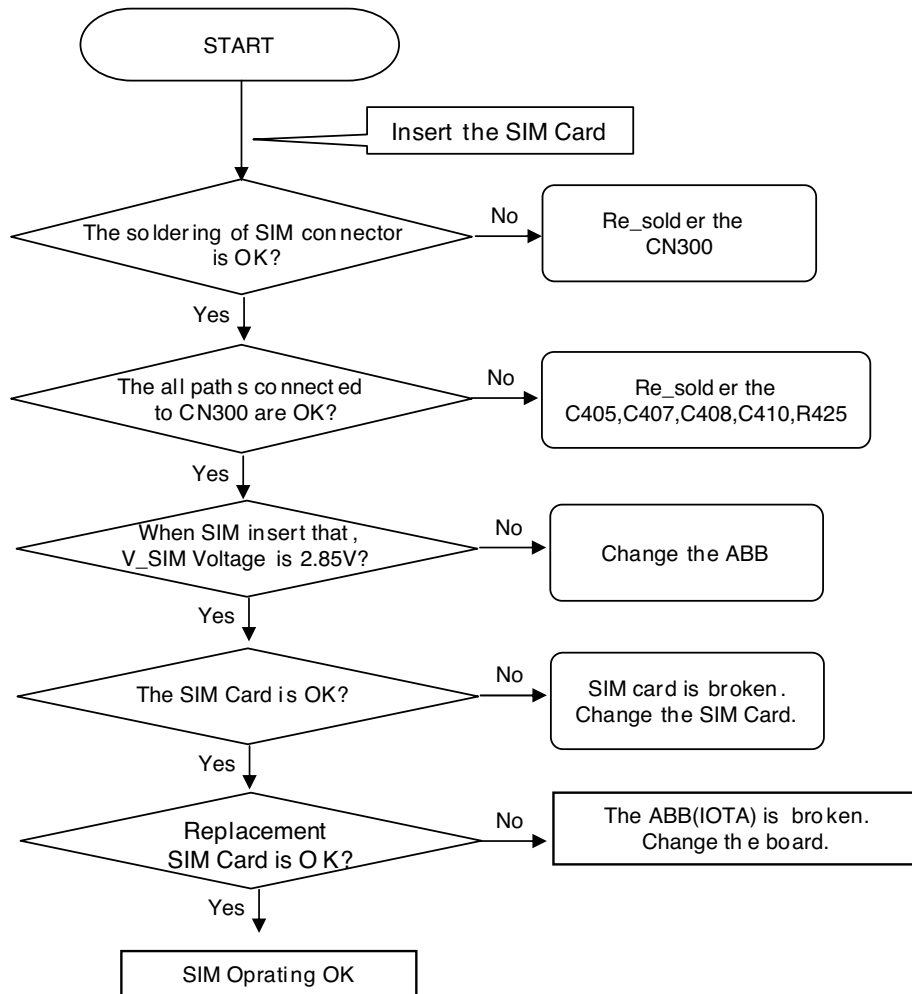 START
Insert the SIM Card
The soldering of SIM connector
is OK?
No
Re_solder the
CN300
Yes
The all paths connected
to CN300 are OK?
No
Re_solder the
C405,C407,C408,C410,R425
Yes
When SIM insert that,
V_SIM Voltage is 2.85V?
No
Change the ABB
Yes
The SIM Card is OK?
No
SIM card is broken.
Change the SIM Card.
Yes
Replacement
SIM Card is OK?
No
The ABB(IOTA) is broken.
Change the board.
Yes
SIM Oprating OK